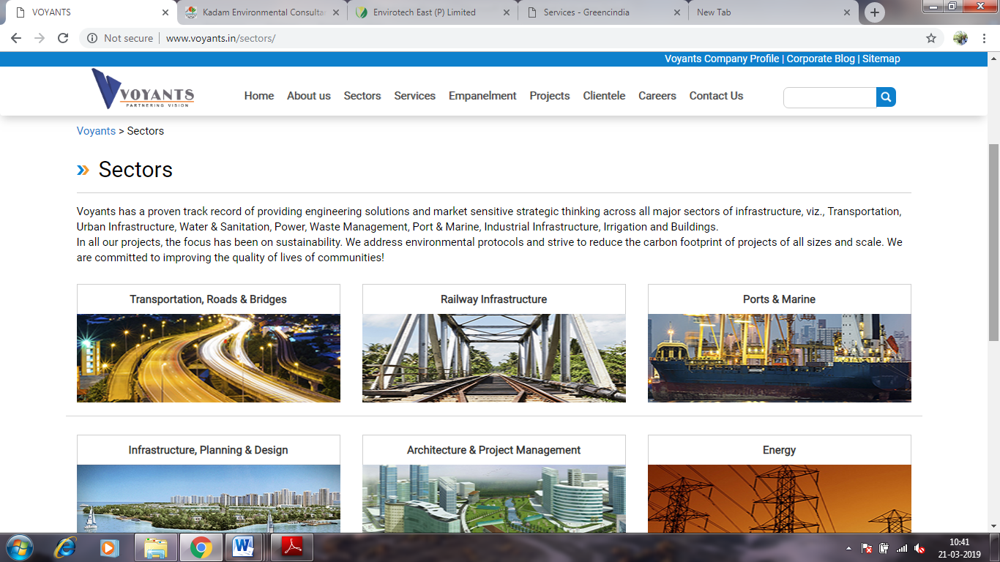 VOYANTS
Kadam Environmental Consultan
Envirotech East (P) Limited
Services - Greencindia
New Tab
Not secure
www.voyants.in/sectors/
Voyants Company Profile | Corporate Blog | Sitemap
VOYANTS
PARTNERING VISION
Home About us Sectors Services Empanelment Projects Clientele Careers Contact Us
Voyants > Sectors
Sectors
Voyants has a proven track record of providing engineering solutions and market sensitive strategic thinking across all major sectors of infrastructure, viz., Transportation,
Urban Infrastructure, Water & Sanitation, Power, Waste Management, Port & Marine, Industrial Infrastructure, Irrigation and Buildings.
In all our projects, the focus has been on sustainability. We address environmental protocols and strive to reduce the carbon footprint of projects of all sizes and scale. We
are committed to improving the quality of lives of communities!
Transportation, Roads & Bridges
Railway Infrastructure
Ports & Marine
Infrastructure, Planning & Design
Architecture & Project Management
Energy
10:41
21-03-2019